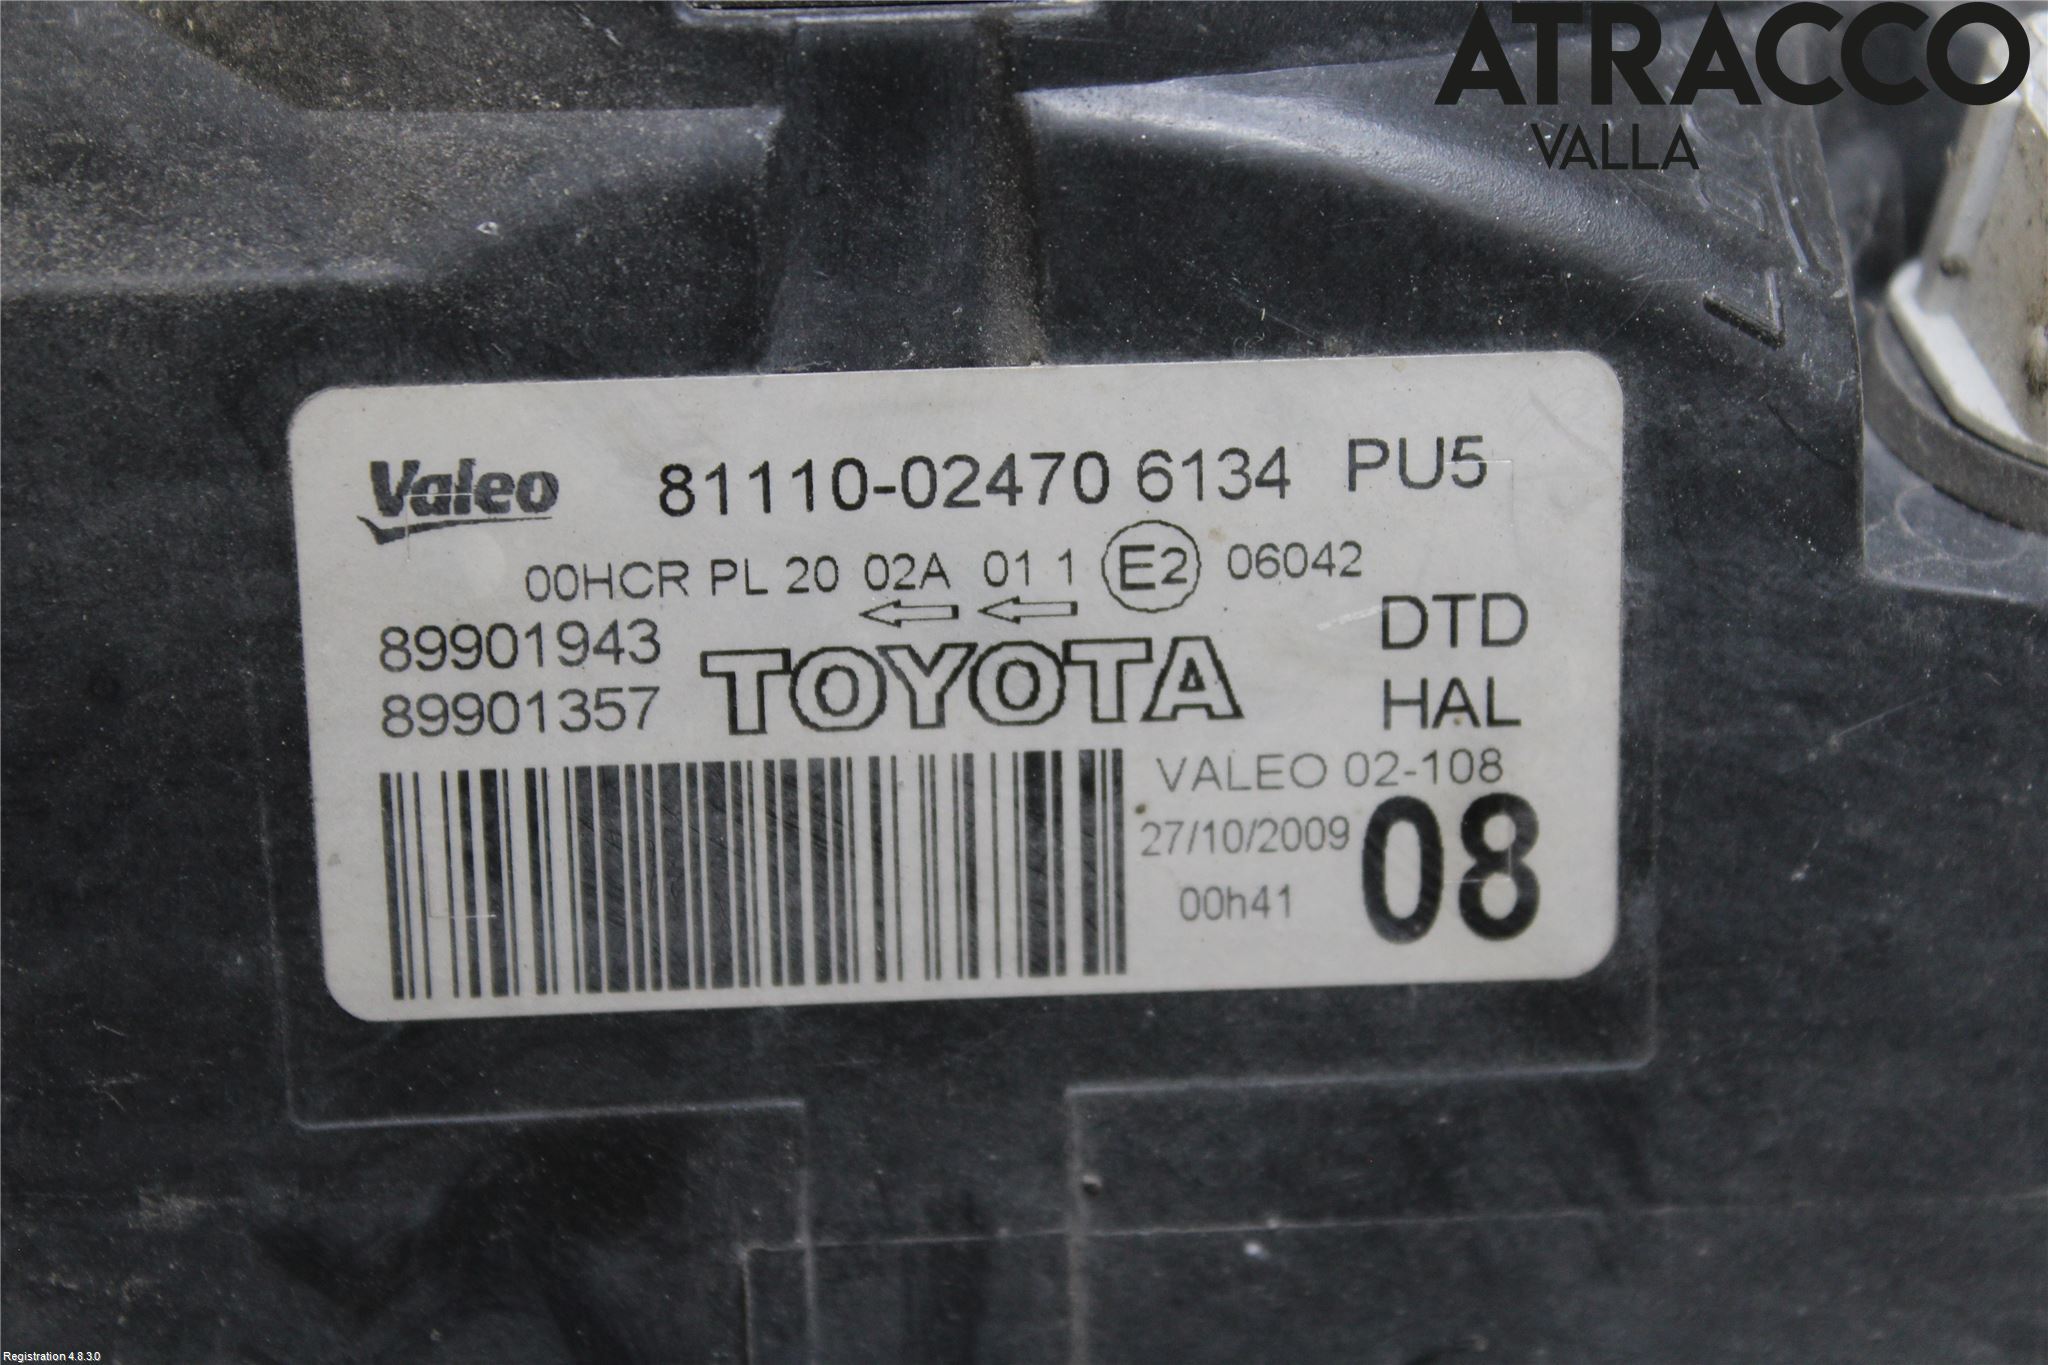 ATRACCO
VALLA
Valeo 81110-02470 6134 PU5
00HCR PL 20 02A 01 1 E2 06042
89901943
89901357
TOYOTA
DTD
HAL
VALEO 02-108
27/10/2009
00h41
08
Registration 4.8.3.0